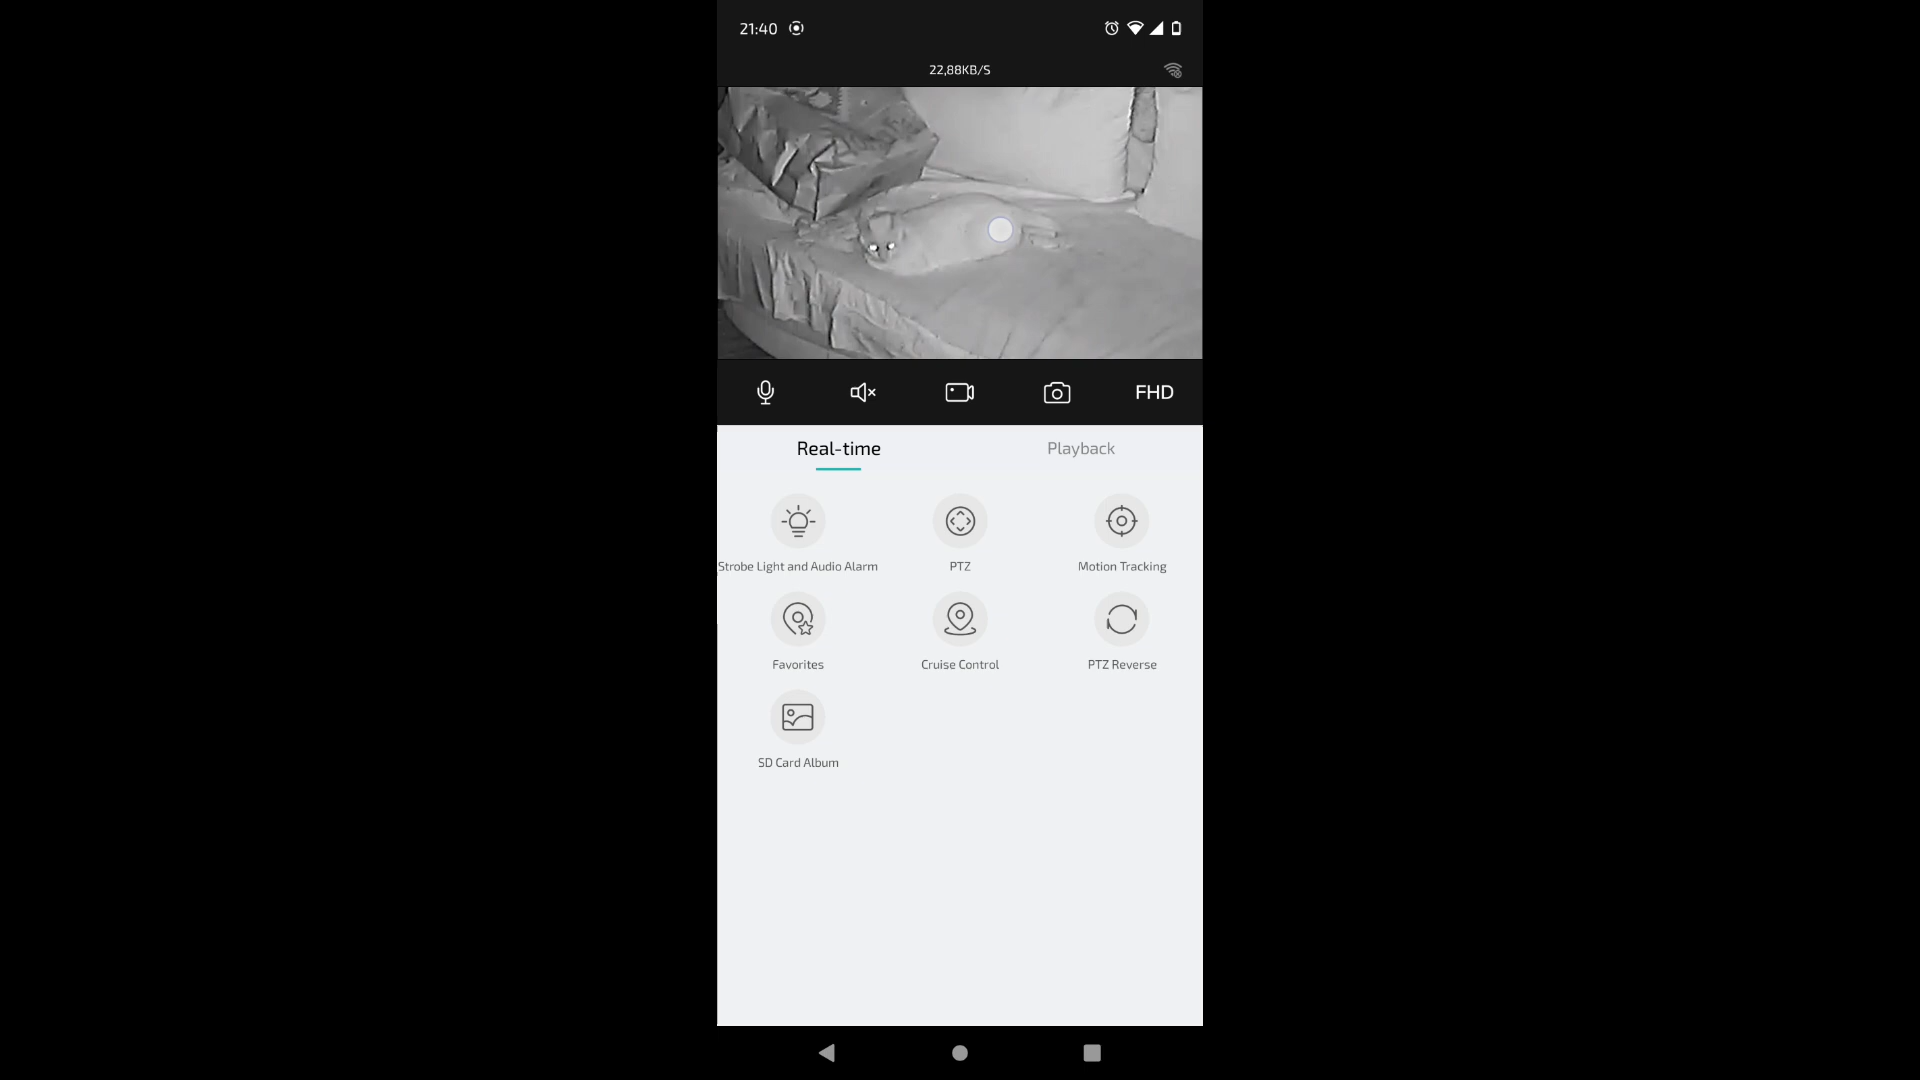 21:40
22,88KB/S
FHD
Real-time
Playback
Strobe Light and Audio Alarm
PTZ
Motion Tracking
Favorites
Cruise Control
PTZ Reverse
SD Card Album